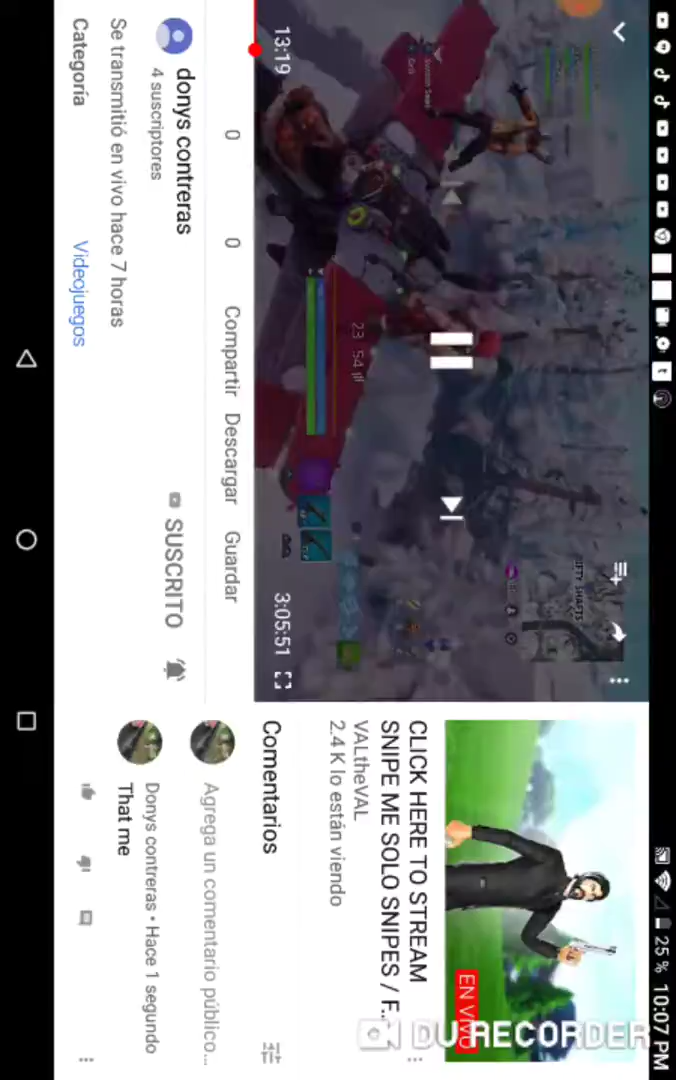 25 % 10:07 PM
13:19
3:05:51
23 54
0
0
Compartir
Descargar
Guardar
donys contreras
4 suscriptores
SUSCRITO
Se transmitió en vivo hace 7 horas
Categoría
Videojuegos
EN VIVO
CLICK HERE TO STREAM
SNIPE ME SOLO SNIPES / F...
VALtheVAL
2.4 K lo están viendo
Comentarios
Agrega un comentario público...
Donys contreras • Hace 1 segundo
That me
DU RECORDER